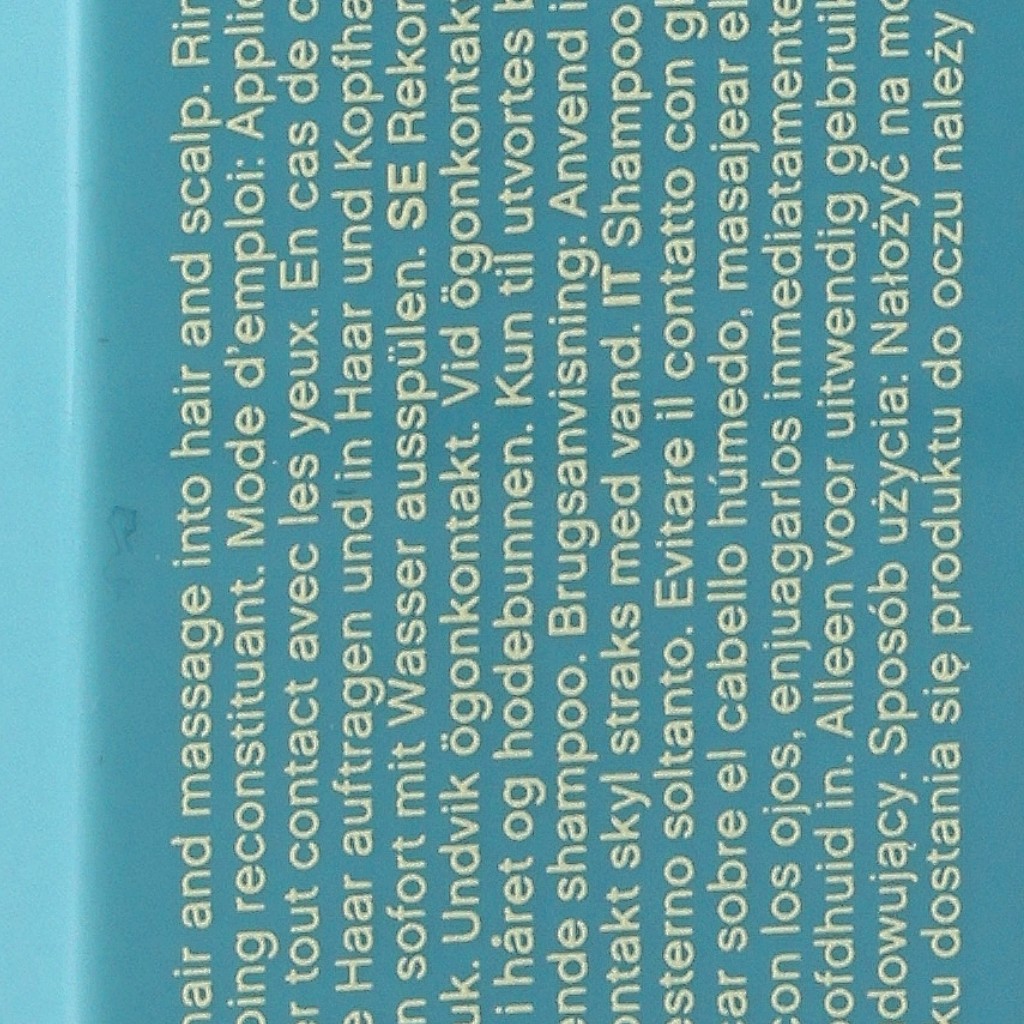 hair and massage into hair and scalp. Rin
oing reconstituant. Mode d'emploi: Applic
er tout contact avec les yeux. En cas de c
e Haar auftragen und in Haar und Kopfha
n sofort mit Wasser ausspülen. SE Rekon
uk. Undvik ögonkontakt. Vid ögonkontakt
i håret og hodebunnen. Kun til utvortes b
ende shampoo. Brugsanvisning: Anvend i
ontakt skyl straks med vand. IT Shampoo
esterno soltanto. Evitare il contatto con gl
ar sobre el cabello húmedo, masajear el
con los ojos, enjuagarlos inmediatamente
ofdhuid in. Alleen voor uitwendig gebruik
dowujący. Sposób użycia: Nałożyć na mo
ku dostania się produktu do oczu należy